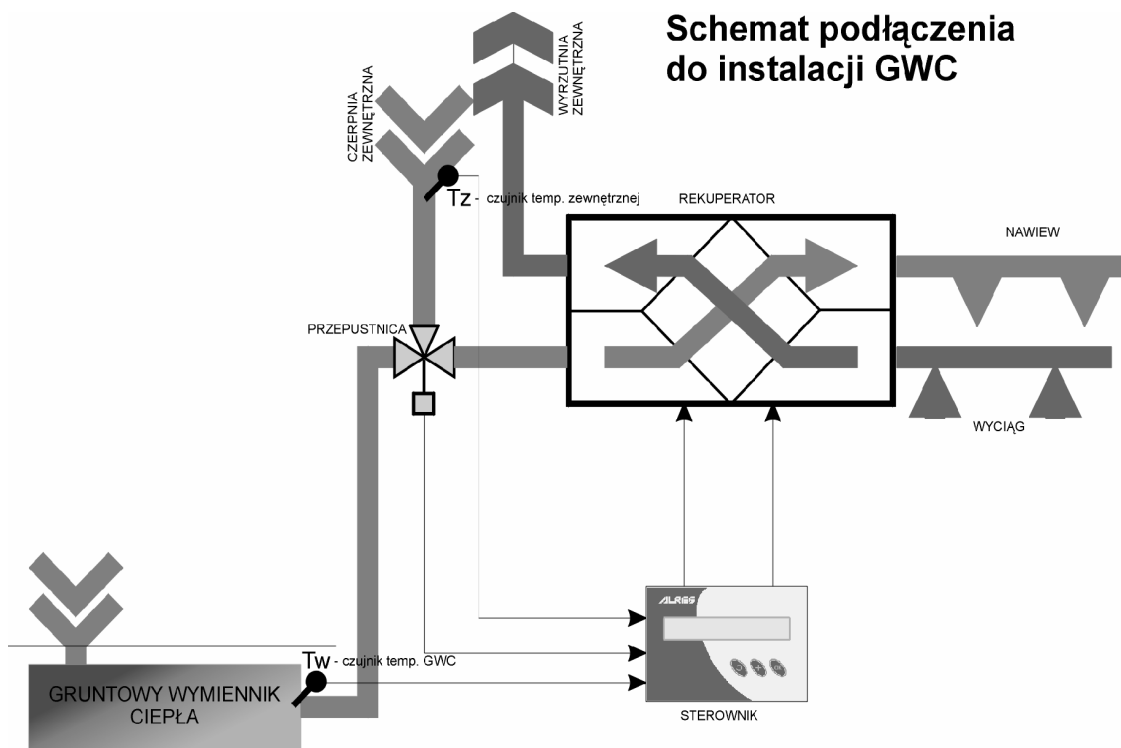 Schemat podłączenia
do instalacji GWC
CZERPNIA
ZEWNĘTRZNA
WYRZUTNIA
ZEWNĘTRZNA
Tz - czujnik temp. zewnętrznej
REKUPERATOR
NAWIEW
PRZEPUSTNICA
WYCIĄG
ALRES
Tw - czujnik temp. GWC
GRUNTOWY WYMIENNIK
CIEPŁA
STEROWNIK